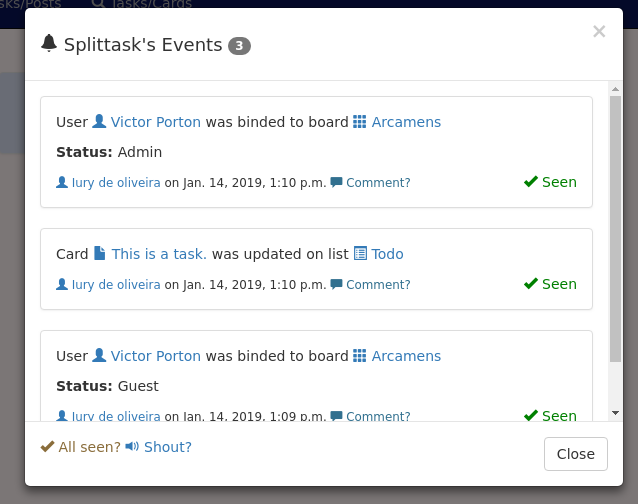 sks/Posts Tasks/Cards
Splittask's Events 3
×
User Victor Porton was binded to board Arcamens
Status: Admin
Iury de oliveira on Jan. 14, 2019, 1:10 p.m. Comment? Seen
Card This is a task. was updated on list Todo
Iury de oliveira on Jan. 14, 2019, 1:10 p.m. Comment? Seen
User Victor Porton was binded to board Arcamens
Status: Guest
Iury de oliveira on Jan. 14, 2019, 1:09 p.m. Comment? Seen
All seen? Shout?
Close